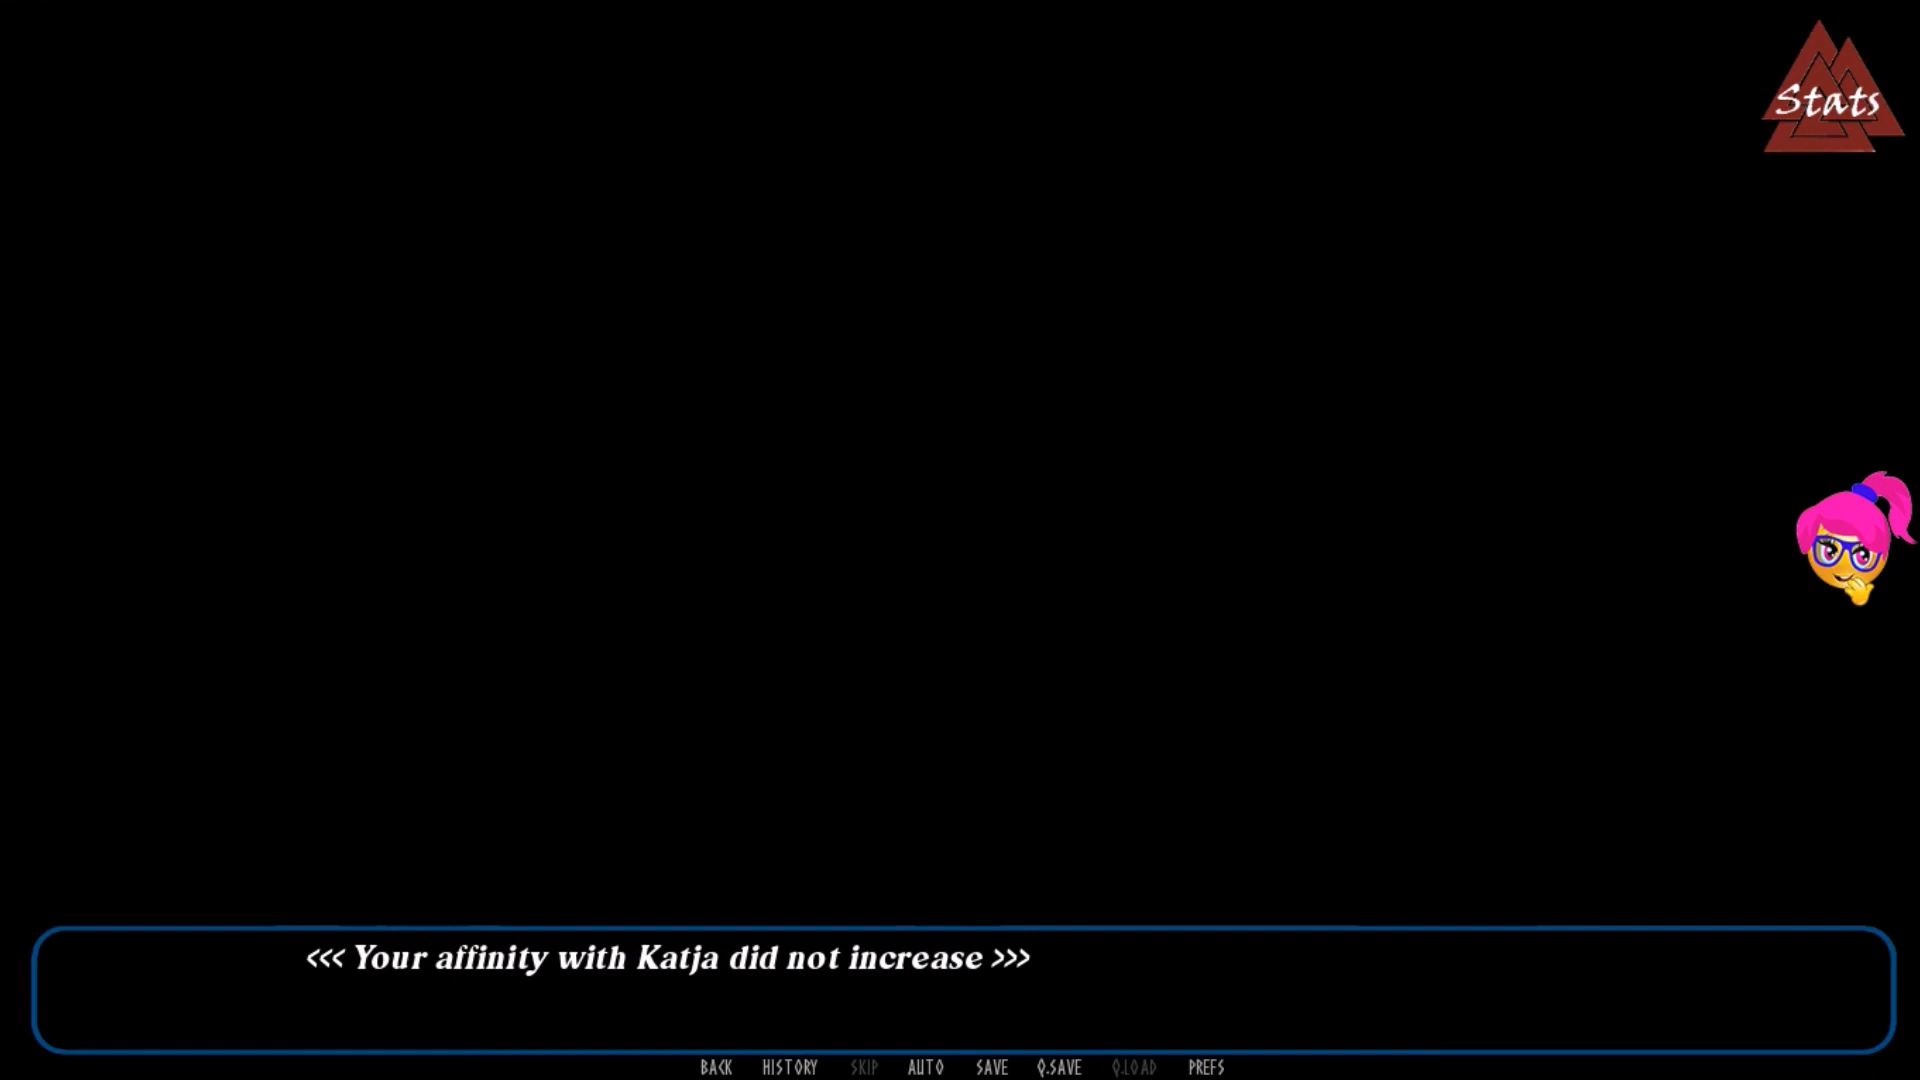 Stats
<<< Your affinity with Katja did not increase >>>
BACK HISTORY SKIP AUTO SAVE Q.SAVE Q.LOAD PREFS